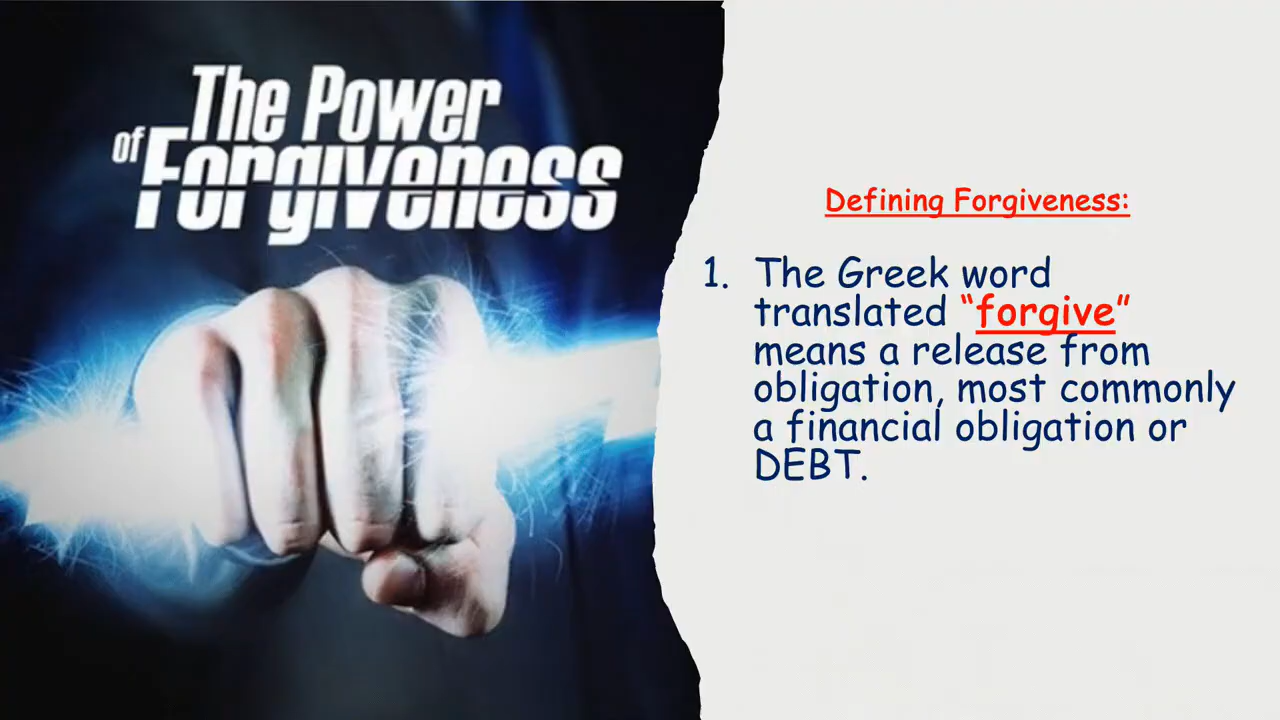 The Power
of Forgiveness
Defining Forgiveness:
1. The Greek word
translated “forgive”
means a release from
obligation, most commonly
a financial obligation or
DEBT.